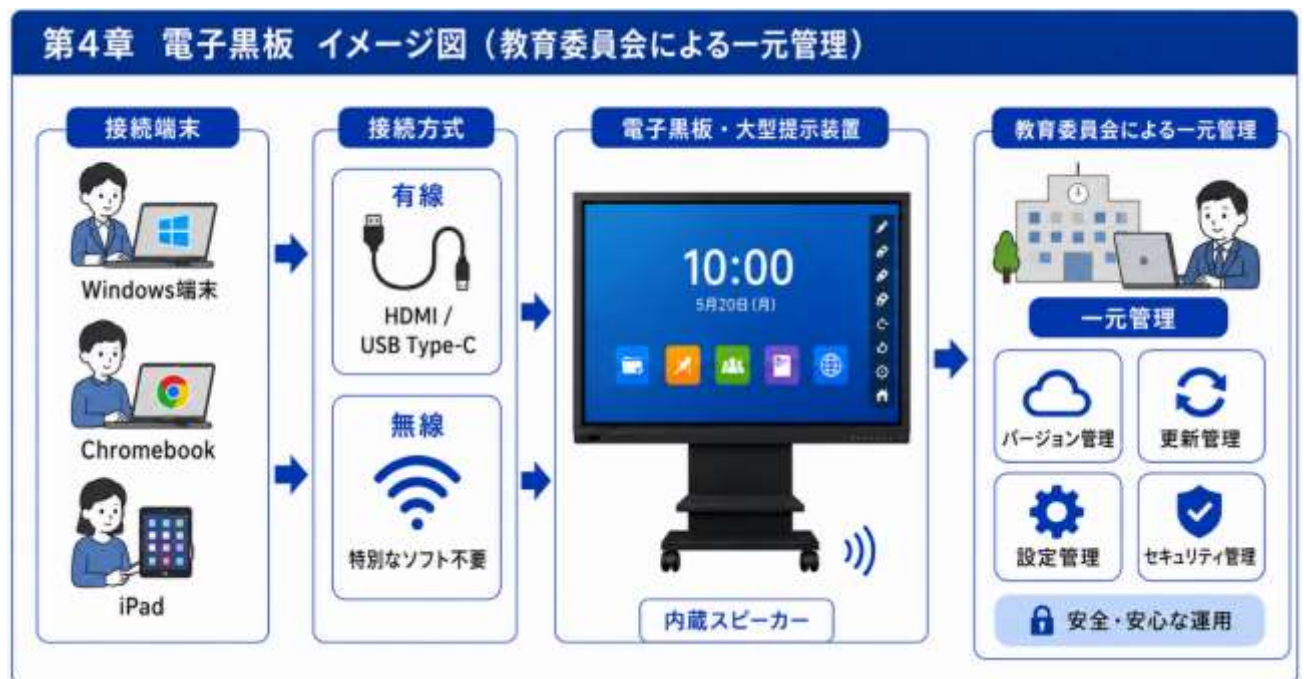 第4章 電子黒板 イメージ図（教育委員会による一元管理）
接続端末
Windows端末
Chromebook
iPad
接続方式
有線
HDMI /
USB Type-C
無線
特別なソフト不要
電子黒板・大型提示装置
10:00
5月20日(月)
内蔵スピーカー
教育委員会による一元管理
一元管理
バージョン管理
更新管理
設定管理
セキュリティ管理
安全・安心な運用